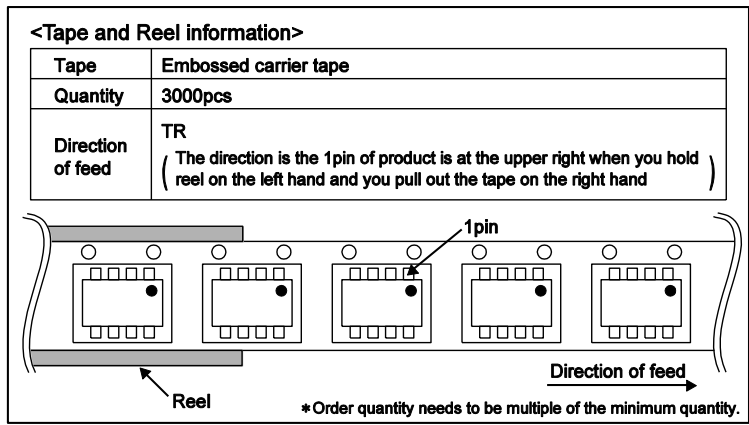 <Tape and Reel information>
Tape Embossed carrier tape
Quantity 3000pcs
Direction of feed TR
( The direction is the 1pin of product is at the upper right when you hold
reel on the left hand and you pull out the tape on the right hand )
1pin
Direction of feed
Reel
*Order quantity needs to be multiple of the minimum quantity.